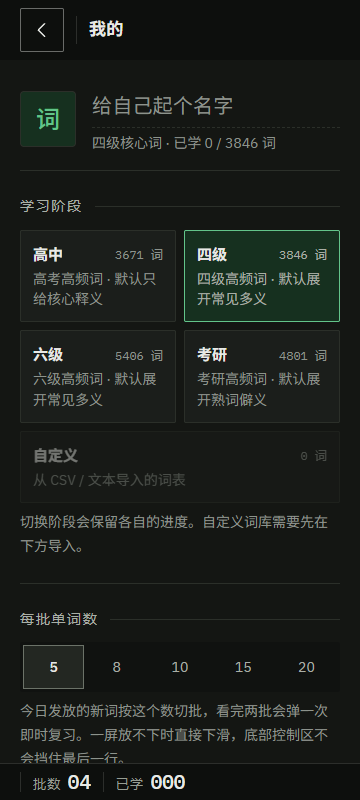 我的
词
给自己起个名字
四级核心词 · 已学 0 / 3846 词
学习阶段
高中 3671 词
高考高频词 · 默认只
给核心释义
四级 3846 词
四级高频词 · 默认展
开常见多义
六级 5406 词
六级高频词 · 默认展
开常见多义
考研 4801 词
考研高频词 · 默认展
开熟词僻义
自定义 0 词
从 CSV / 文本导入的词表
切换阶段会保留各自的进度。自定义词库需要先在
下方导入。
每批单词数
5 8 10 15 20
今日发放的新词按这个数切批，看完两批会弹一次
即时复习。一屏放不下时直接下滑，底部控制区不
会挡住最后一行。
批数 04 已学 000